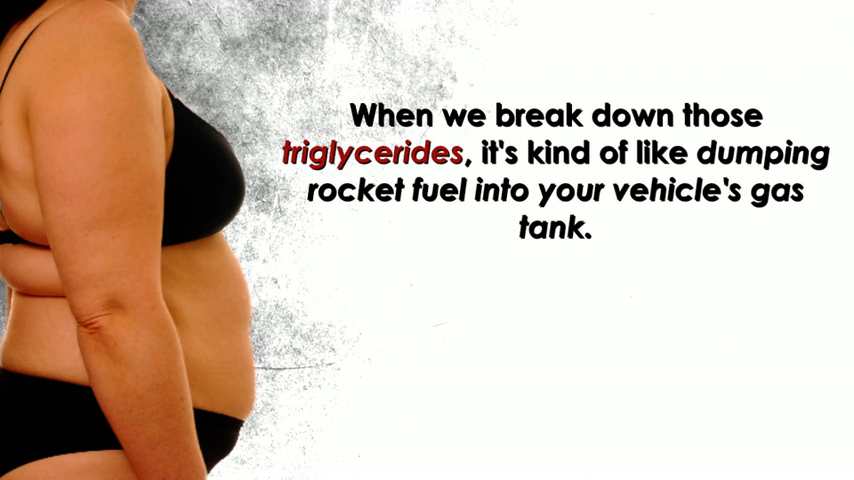 When we break down those
triglycerides, it's kind of like dumping
rocket fuel into your vehicle's gas
tank.